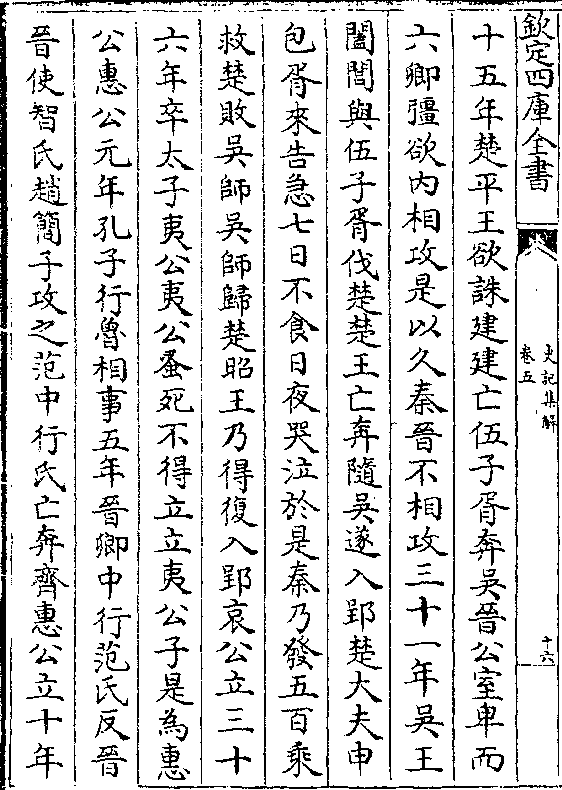 欽定四庫全書
史記集解
卷五
十六
十五年楚平王欲誅建建亡伍子胥奔吳晉公室卑而
六卿彊欲內相攻是以久秦晉不相攻三十一年吳王
闔閭與伍子胥伐楚楚王亡奔隨吳遂入郢楚大夫申
包胥來告急七日不食日夜哭泣於是秦乃發五百乘
救楚敗吳師吳師歸楚昭王乃得復入郢哀公立三十
六年卒太子夷公夷公蚤死不得立立夷公子是為惠
公惠公元年孔子行魯相事五年晉卿中行范氏反晉
晉使智氏趙簡子攻之范中行氏亡奔齊惠公立十年